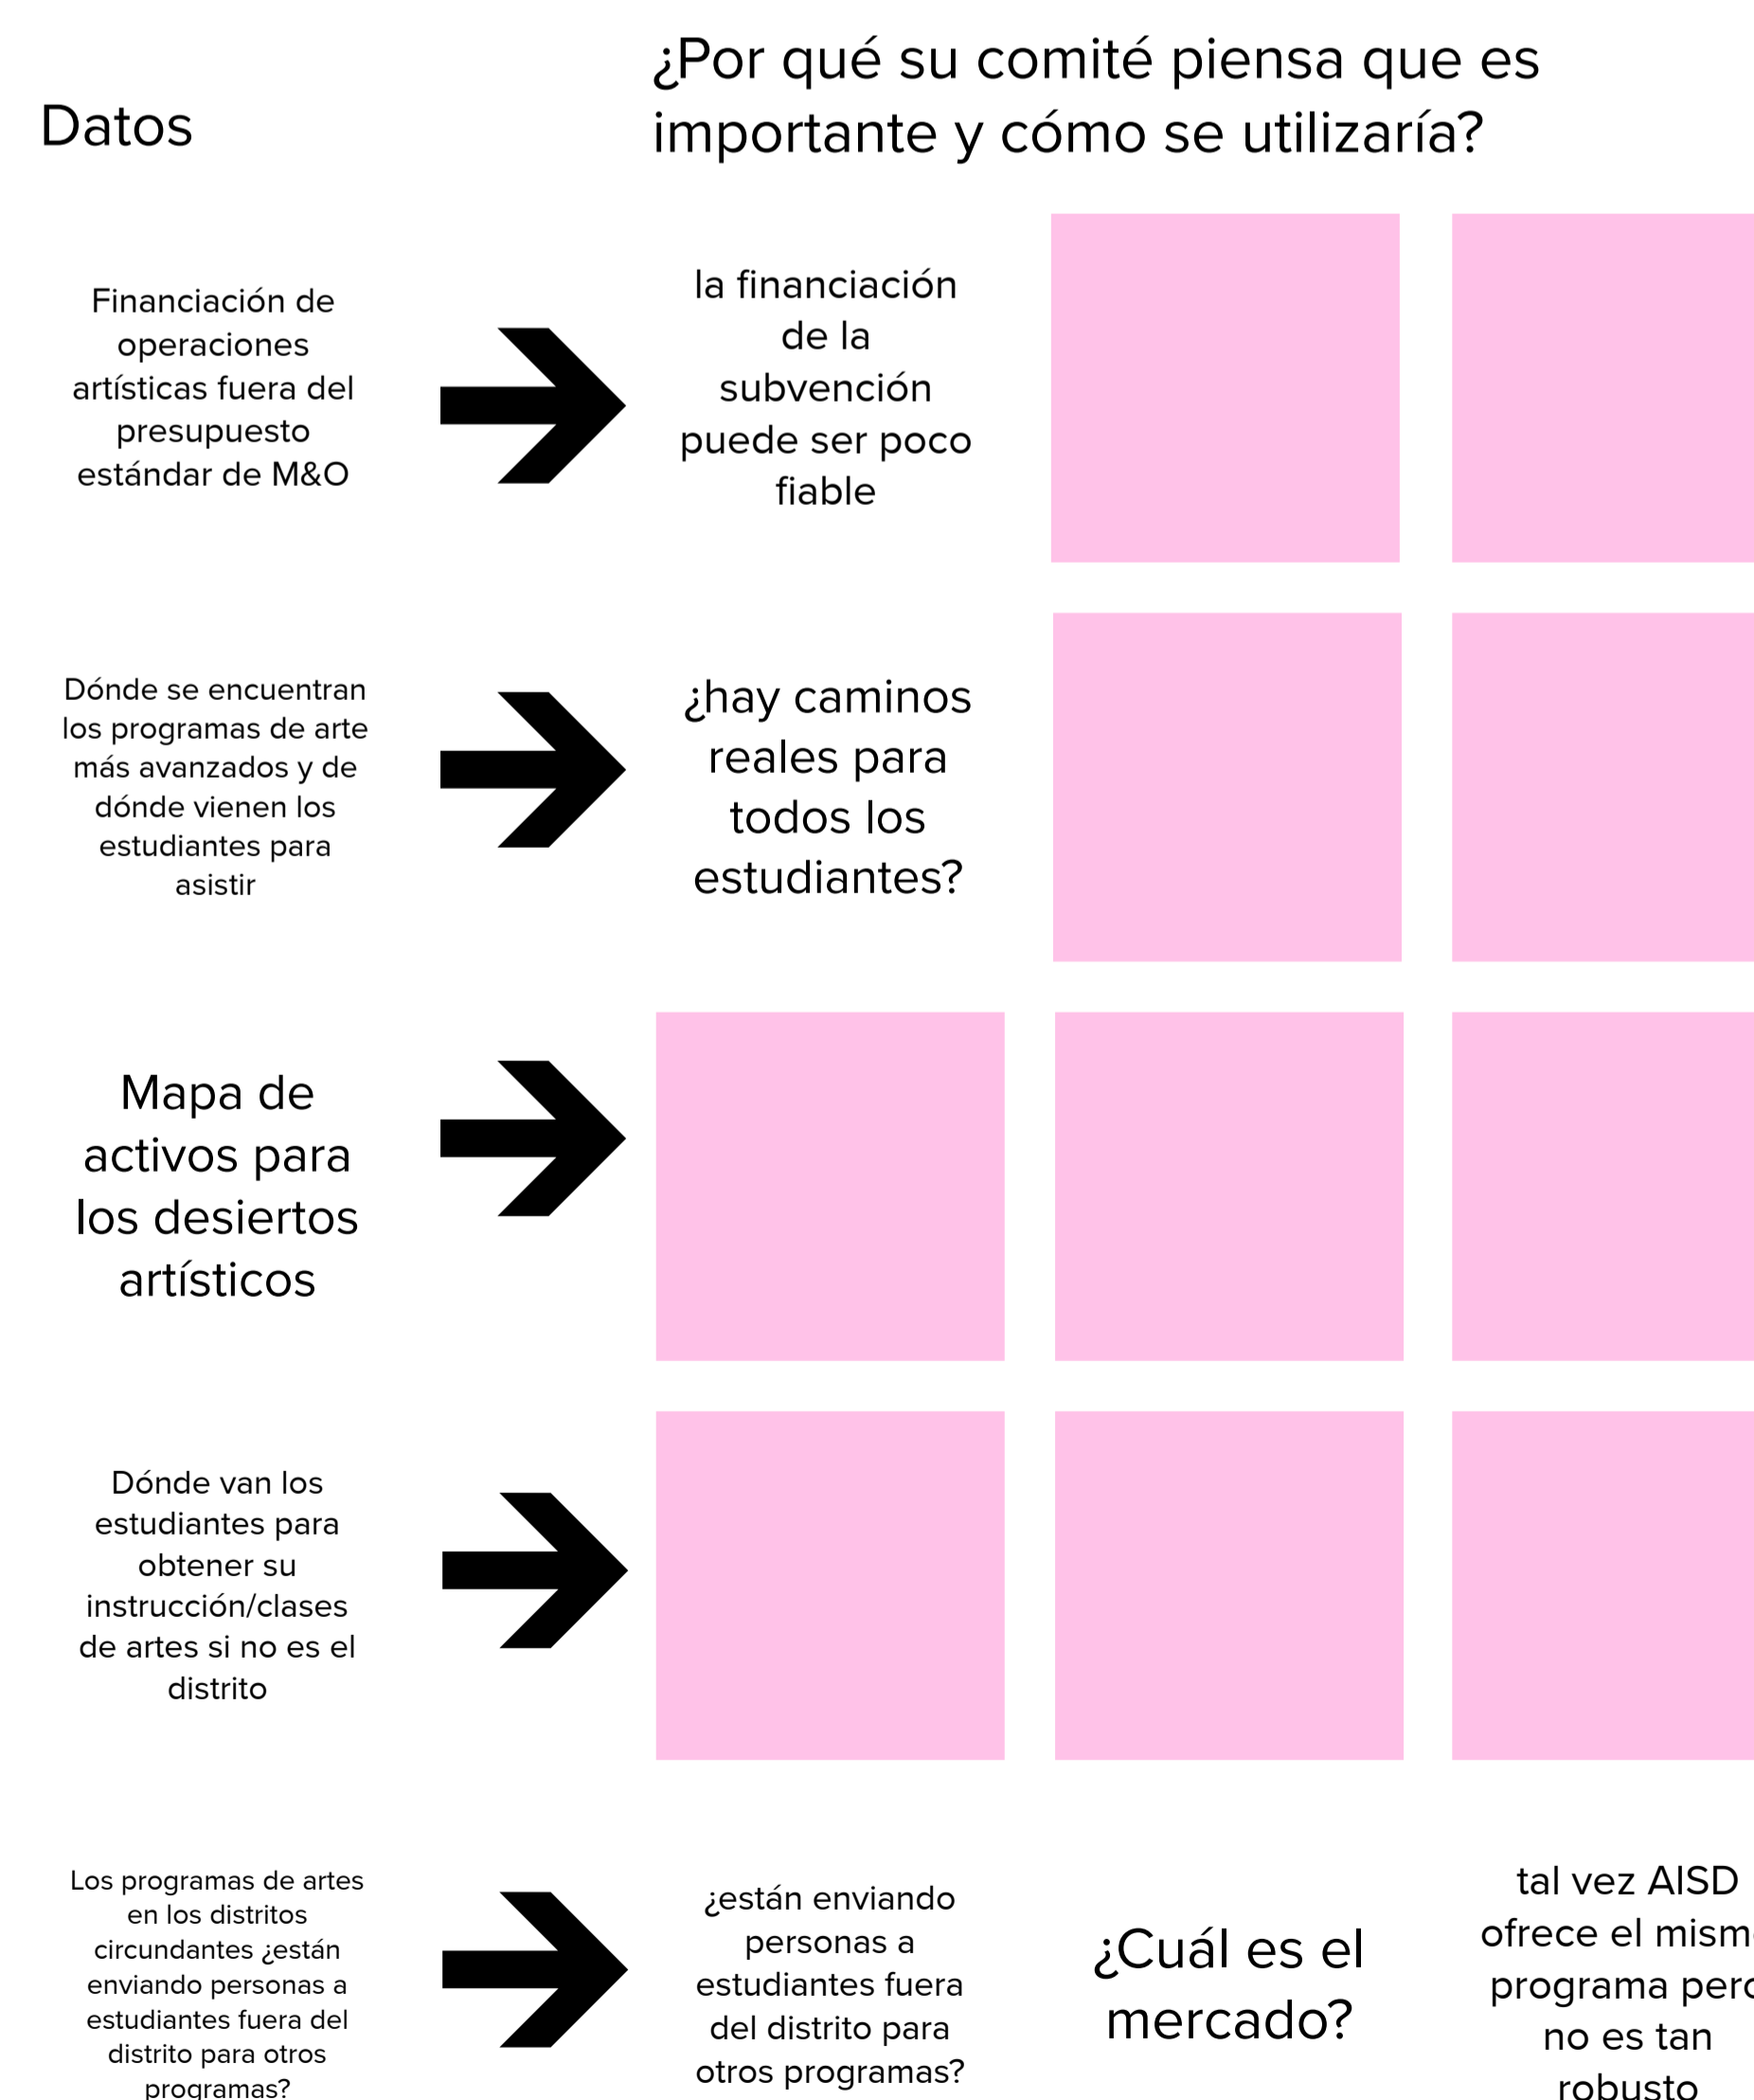 Datos
¿Por qué su comité piensa que es
importante y cómo se utilizaría?
Financiación de
operaciones
artísticas fuera del
presupuesto
estándar de M&O
la financiación
de la
subvención
puede ser poco
fiable
Dónde se encuentran
los programas de arte
más avanzados y de
dónde vienen los
estudiantes para
asistir
¿hay caminos
reales para
todos los
estudiantes?
Mapa de
activos para
los desiertos
artísticos
Dónde van los
estudiantes para
obtener su
instrucción/clases
de artes si no es el
distrito
Los programas de artes
en los distritos
circundantes ¿están
enviando personas a
estudiantes fuera del
distrito para otros
programas?
¿están enviando
personas a
estudiantes fuera
del distrito para
otros programas?
¿Cuál es el
mercado?
tal vez AISD
ofrece el
programa
no es tan
robusto